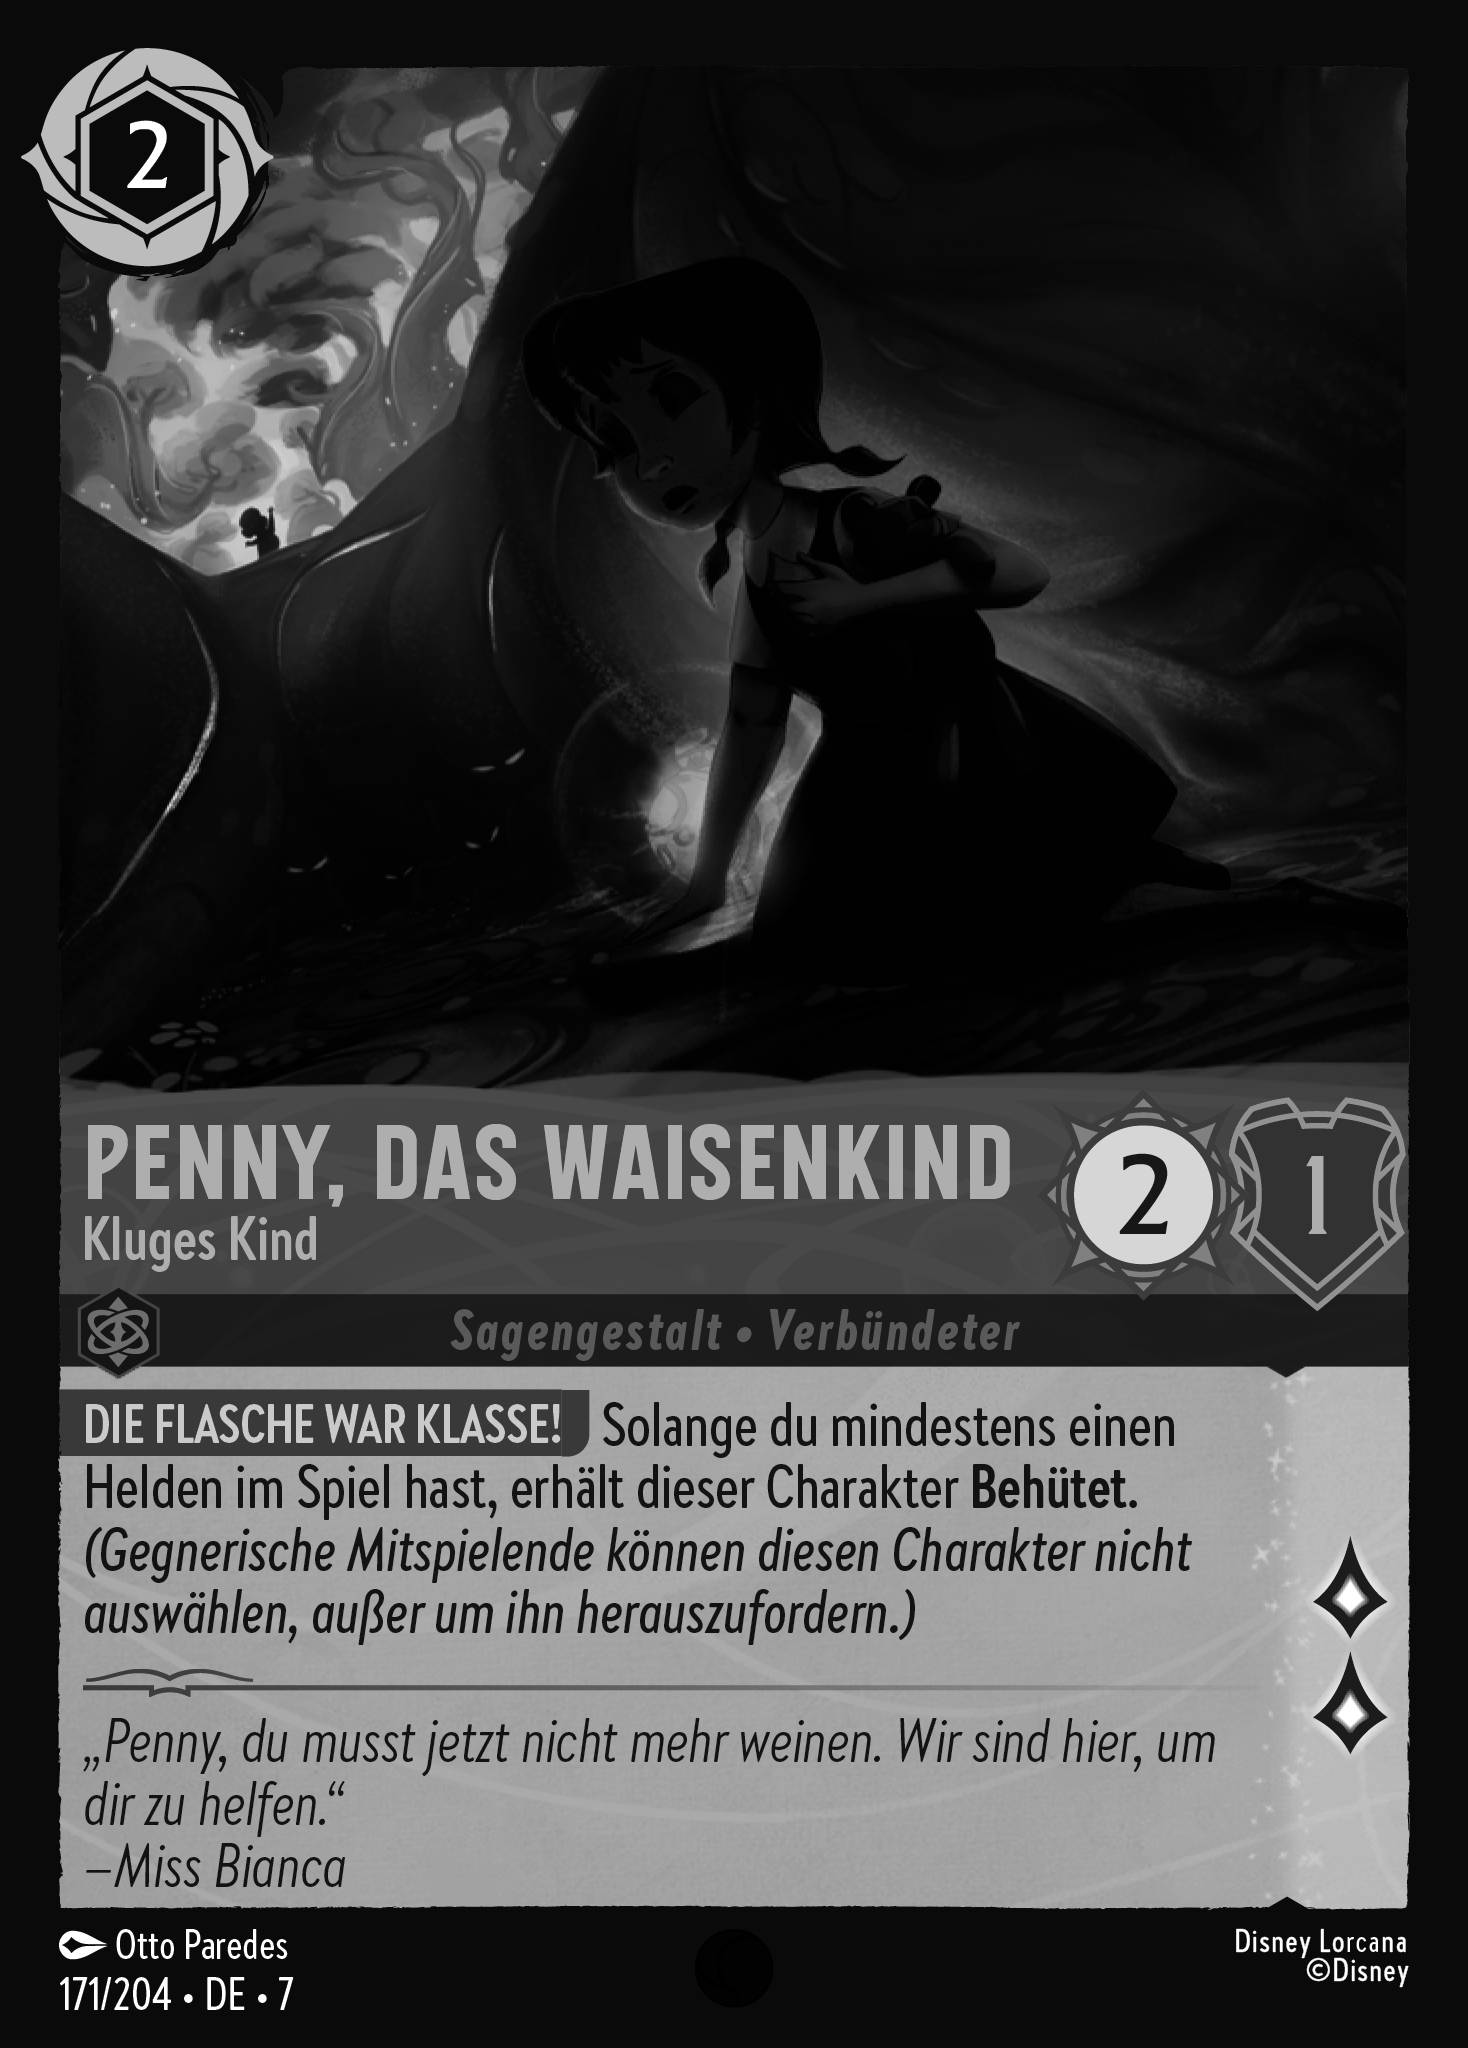 2
PENNY, DAS WAISENKIND
Kluges Kind
2
1
Sagengestalt • Verbündeter
DIE FLASCHE WAR KLASSE! Solange du mindestens einen
Helden im Spiel hast, erhält dieser Charakter Behütet.
(Gegnerische Mitspielende können diesen Charakter nicht
auswählen, außer um ihn herauszufordern.)
„Penny, du musst jetzt nicht mehr weinen. Wir sind hier, um
dir zu helfen.“
–Miss Bianca
Otto Paredes
171/204 • DE • 7
Disney Lorcana
©Disney